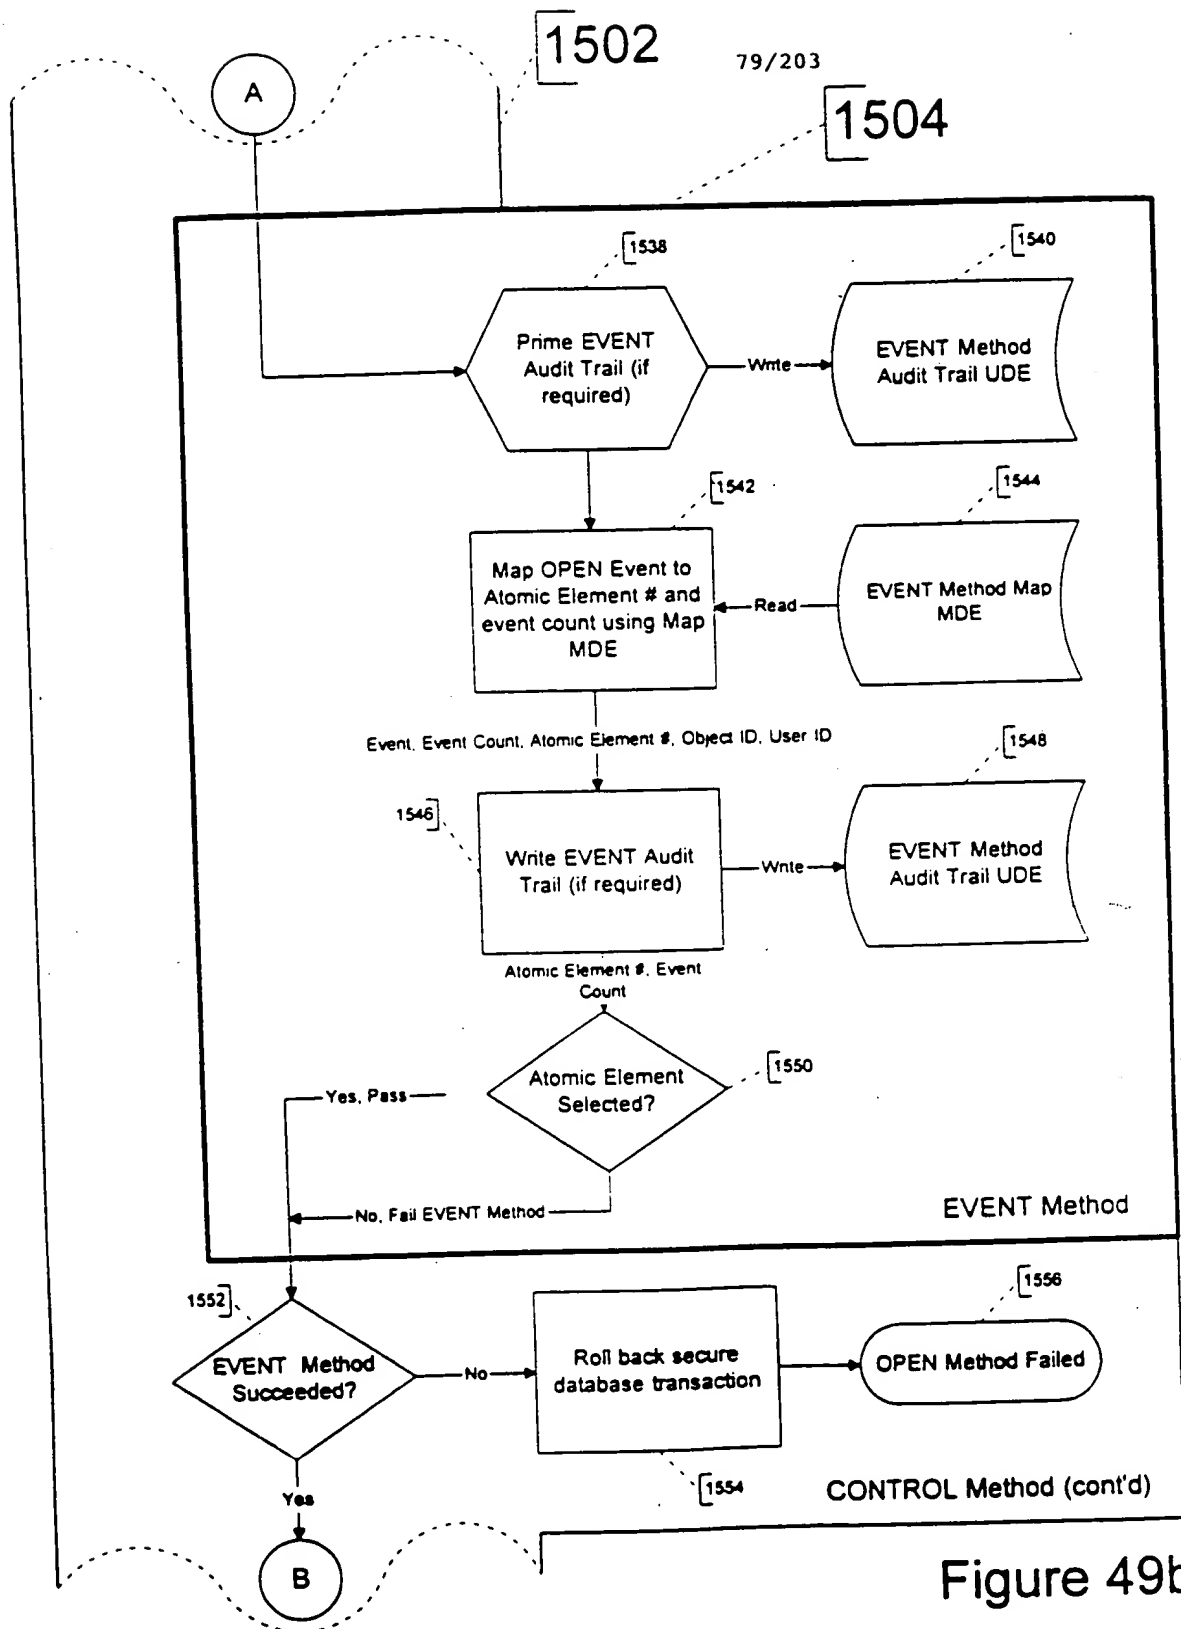 1502
79/203
A
1504
1538
1540
Prime EVENT
Audit Trail (if
required)
Write
EVENT Method
Audit Trail UDE
1542
1544
Map OPEN Event to
Atomic Element # and
event count using Map
MDE
Read
EVENT Method Map
MDE
Event, Event Count, Atomic Element #, Object ID, User ID
1548
1546
Write EVENT Audit
Trail (if required)
Write
EVENT Method
Audit Trail UDE
Atomic Element #, Event
Count
1550
Atomic Element
Selected?
Yes, Pass
No, Fail EVENT Method
EVENT Method
1552
1556
EVENT Method
Succeeded?
No
Roll back secure
database transaction
OPEN Method Failed
1554
Yes
CONTROL Method (cont'd)
B
Figure 49b